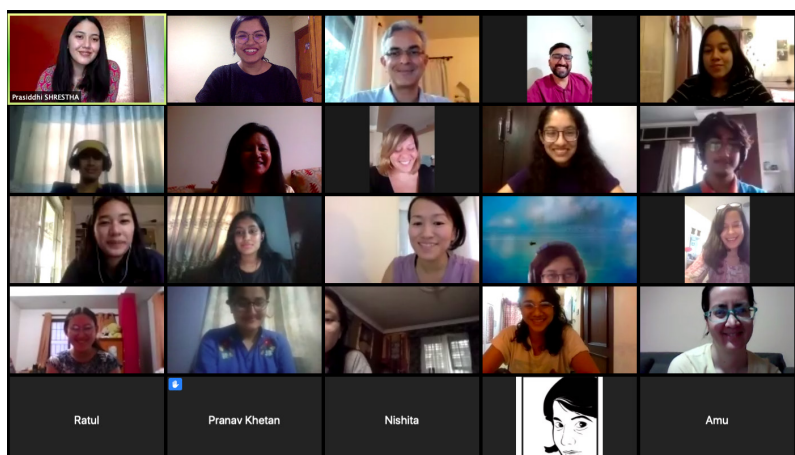 Prasiddhi SHRESTHA
Ratul
Pranav Khetan
Nishita
Amu